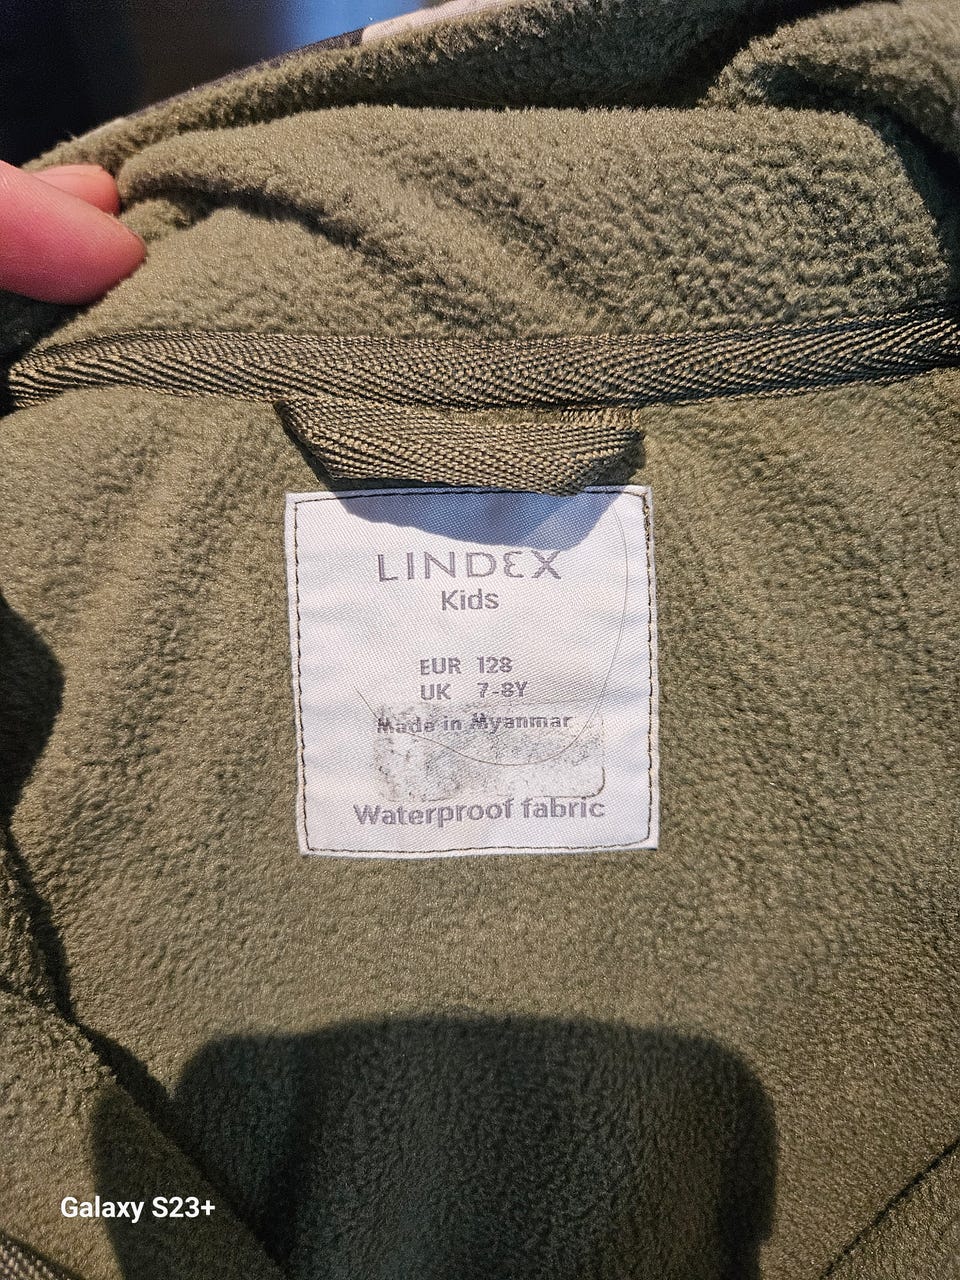 LINDEX
Kids
EUR 128
UK 7-8Y
Made in Myanmar
Waterproof fabric
Galaxy S23+